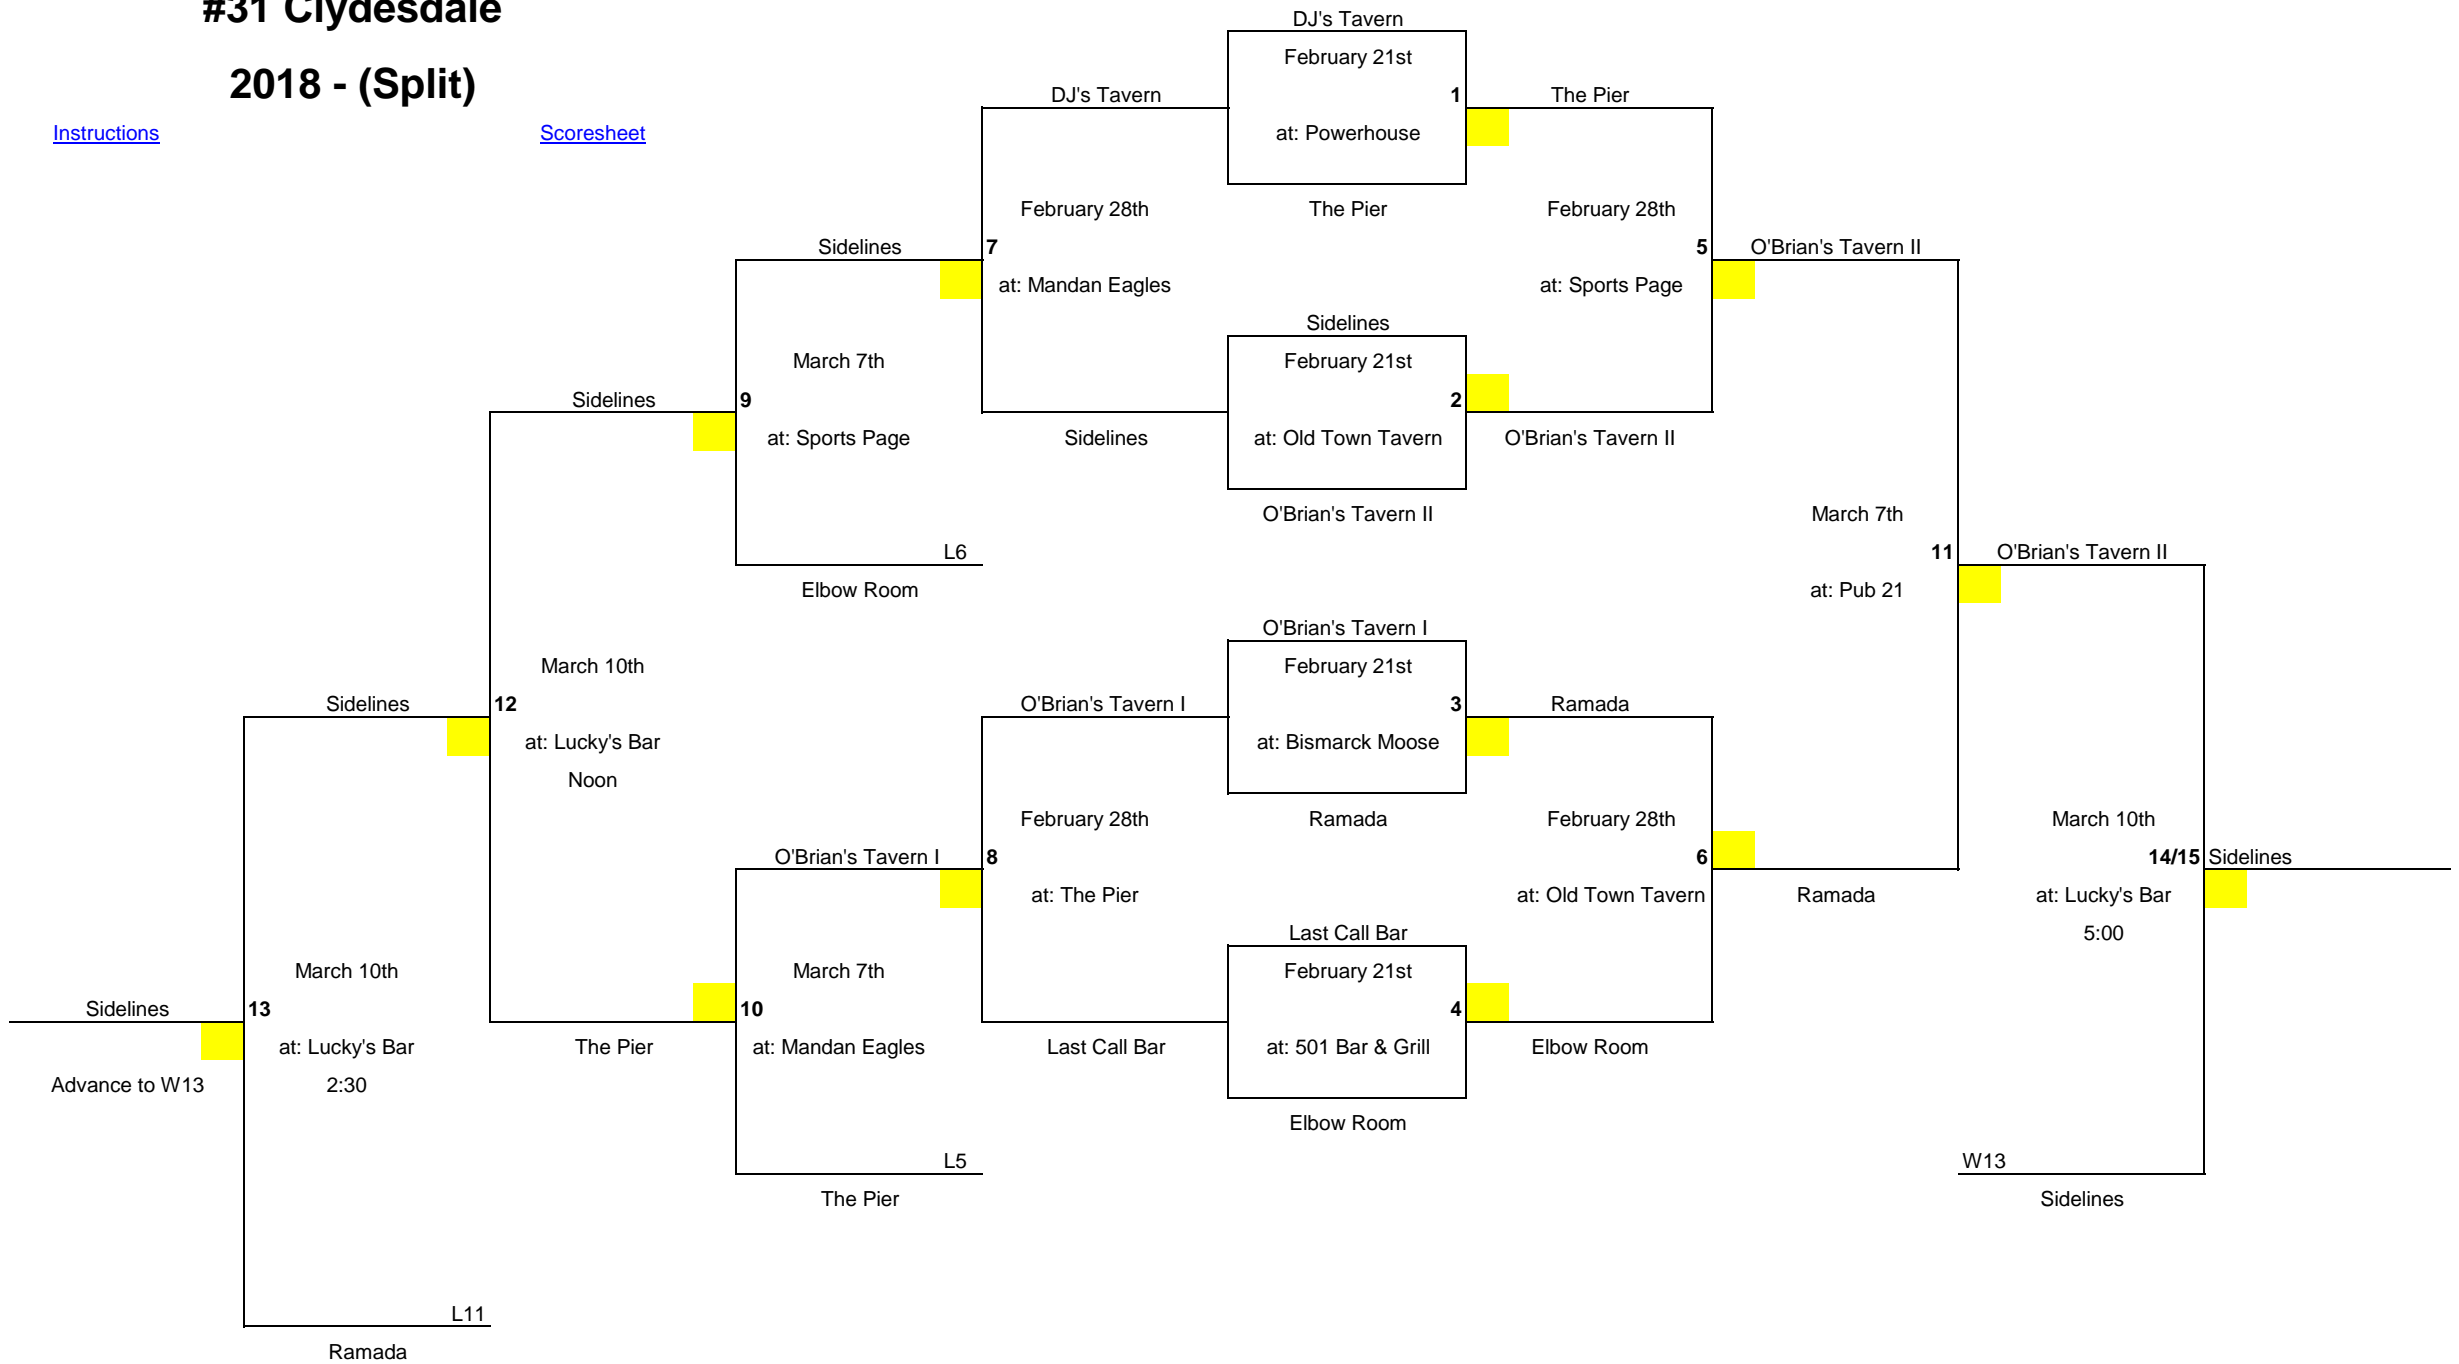 #31 Clydesdale
DJ's Tavern
February 21st
2018 - (Split)
DJ's Tavern
1
The Pier
Instructions
Scoresheet
at: Powerhouse
February 28th
The Pier
February 28th
Sidelines
7
5
O'Brian's Tavern II
at: Mandan Eagles
at: Sports Page
Sidelines
March 7th
February 21st
Sidelines
9
2
at: Sports Page
Sidelines
at: Old Town Tavern
O'Brian's Tavern II
O'Brian's Tavern II
March 7th
L6
11
O'Brian's Tavern II
Elbow Room
at: Pub 21
O'Brian's Tavern I
March 10th
February 21st
Sidelines
12
O'Brian's Tavern I
3
Ramada
at: Lucky's Bar
at: Bismarck Moose
Noon
February 28th
Ramada
February 28th
March 10th
O'Brian's Tavern I
8
6
14/15
Sidelines
at: The Pier
at: Old Town Tavern
Ramada
at: Lucky's Bar
Last Call Bar
5:00
March 10th
March 7th
February 21st
Sidelines
13
10
4
at: Lucky's Bar
The Pier
at: Mandan Eagles
Last Call Bar
at: 501 Bar & Grill
Elbow Room
Advance to W13
2:30
Elbow Room
L5
W13
The Pier
Sidelines
L11
Ramada